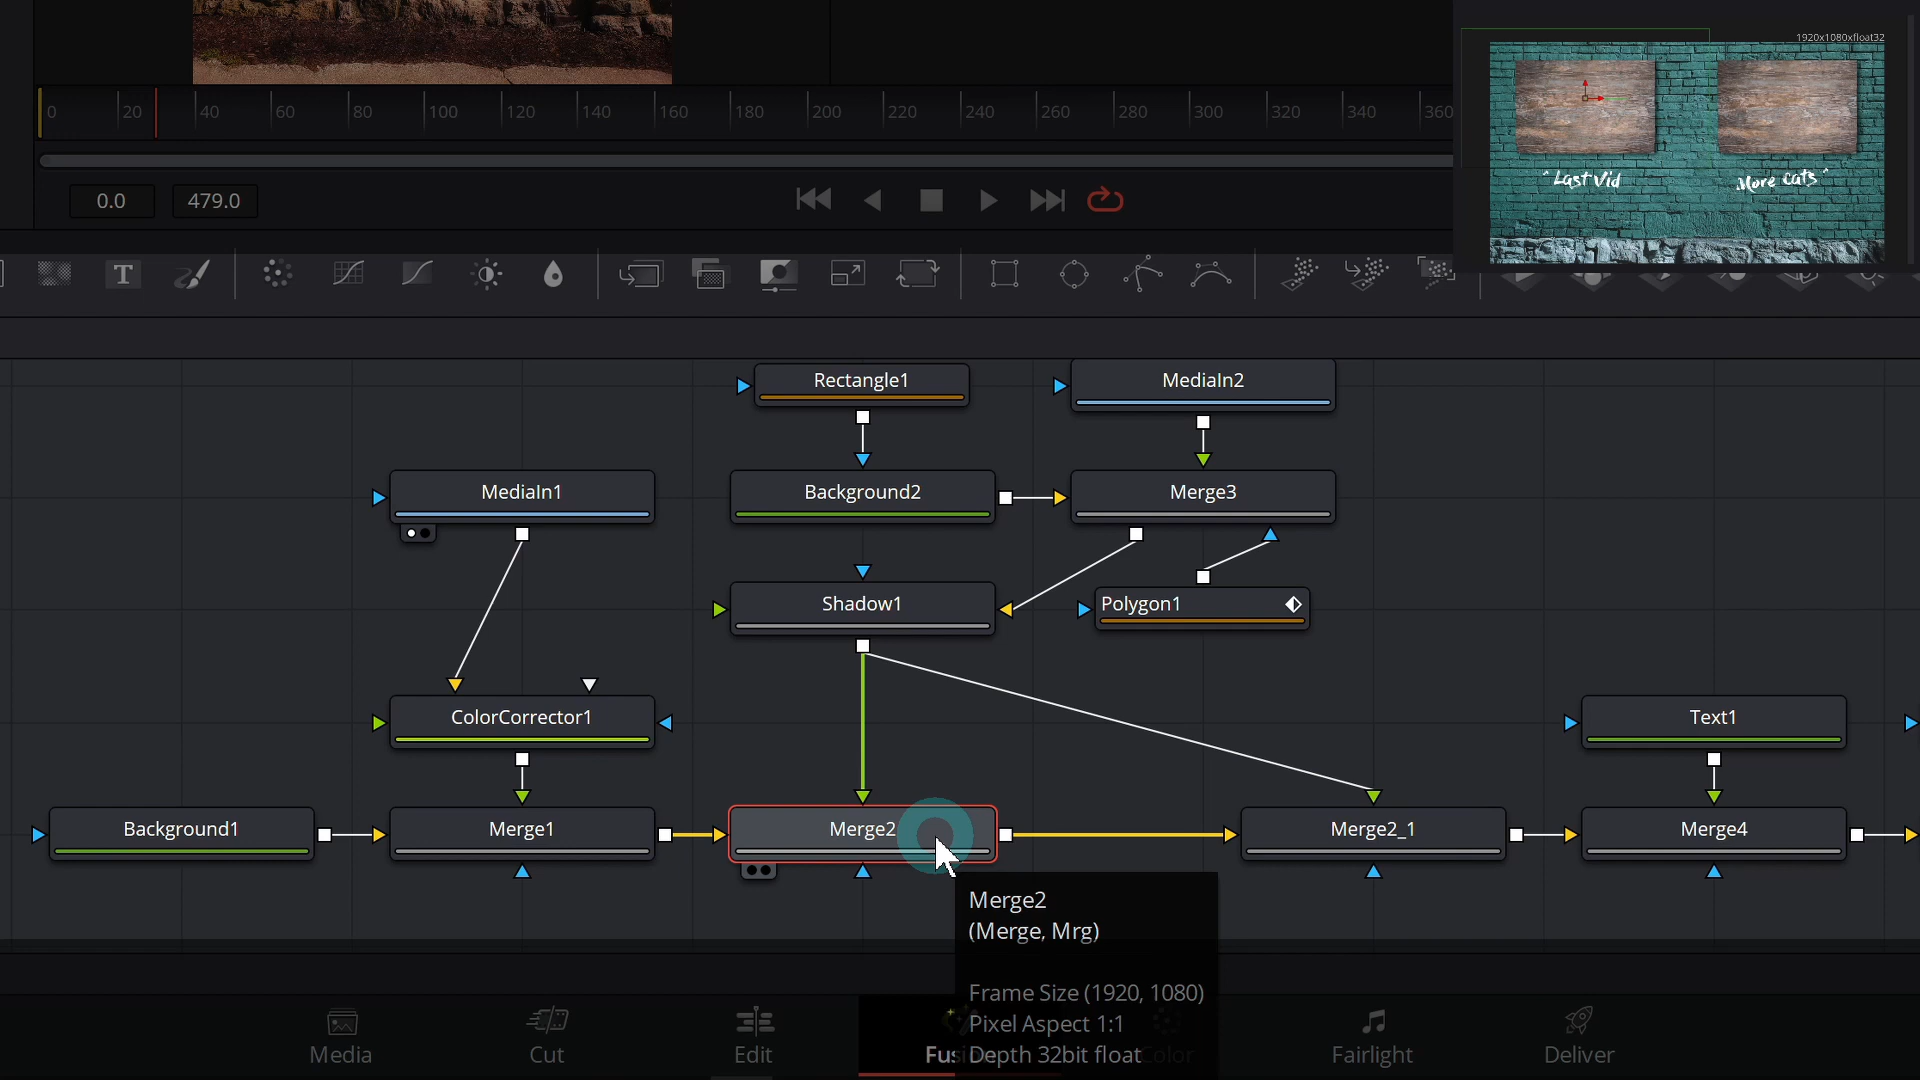 1920x1080xfloat32
0 20 40 60 80 100 120 140 160 180 200 220 240 260 280 300 320 340 360
" Last Vid
More Cats "
0.0 479.0
T
Rectangle1 MediaIn2
MediaIn1 Background2 Merge3
Shadow1 Polygon1
ColorCorrector1 Text1
Background1 Merge1 Merge2 Merge2_1 Merge4
Merge2
(Merge, Mrg)
Frame Size (1920, 1080)
Pixel Aspect 1:1
Depth 32bit float
Media Cut Edit Fusi Color Fairlight Deliver